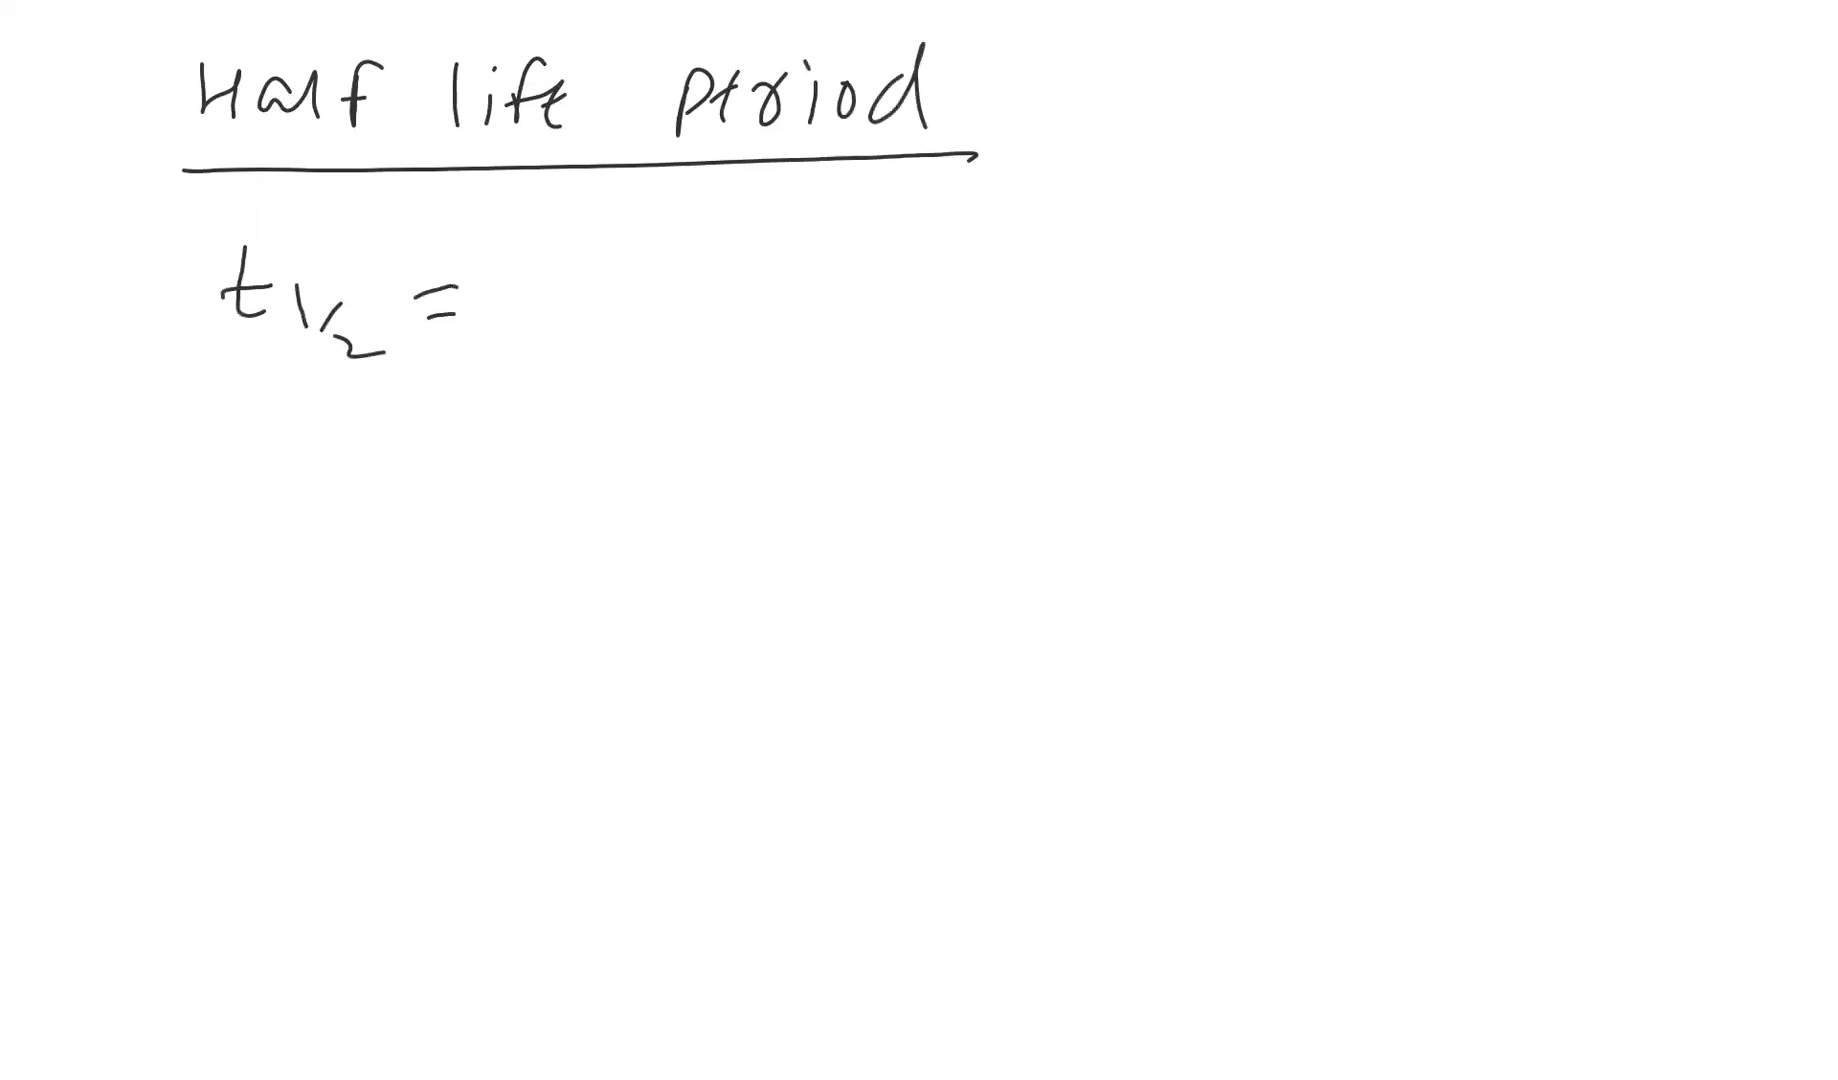 Half life period
t1/2 =